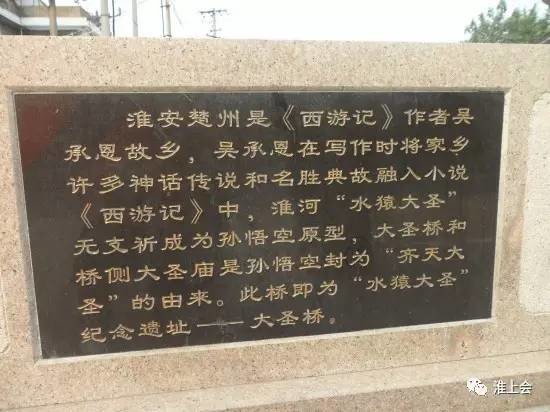 淮安楚州是《西游记》作者吴
承恩故乡，吴承恩在写作时将家乡
许多神话传说和名胜典故融入小说
《西游记》中，淮河“水猿大圣”
无支祈成为孙悟空原型，大圣桥和
桥侧大圣庙是孙悟空封为“齐天大
圣”的由来。此桥即为“水猿大圣”
纪念遗址——大圣桥。
淮上会